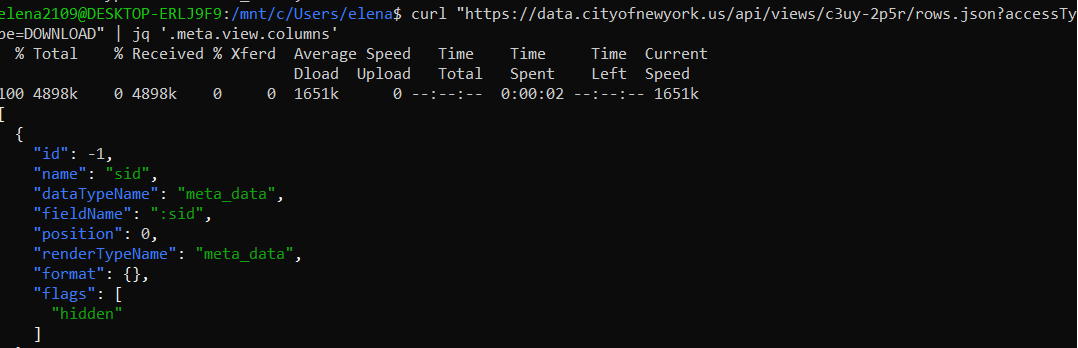 elena2109@DESKTOP-ERLJ9F9:/mnt/c/Users/elena$ curl "https://data.cityofnewyork.us/api/views/c3uy-2p5r/rows.json?accessTy
pe=DOWNLOAD" | jq '.meta.view.columns'
  % Total    % Received % Xferd  Average Speed   Time    Time     Time  Current
                                 Dload  Upload   Total   Spent    Left  Speed
100 4898k    0 4898k    0     0  1651k      0 --:--:--  0:00:02 --:--:-- 1651k
[
  {
    "id": -1,
    "name": "sid",
    "dataTypeName": "meta_data",
    "fieldName": ":sid",
    "position": 0,
    "renderTypeName": "meta_data",
    "format": {},
    "flags": [
      "hidden"
    ]